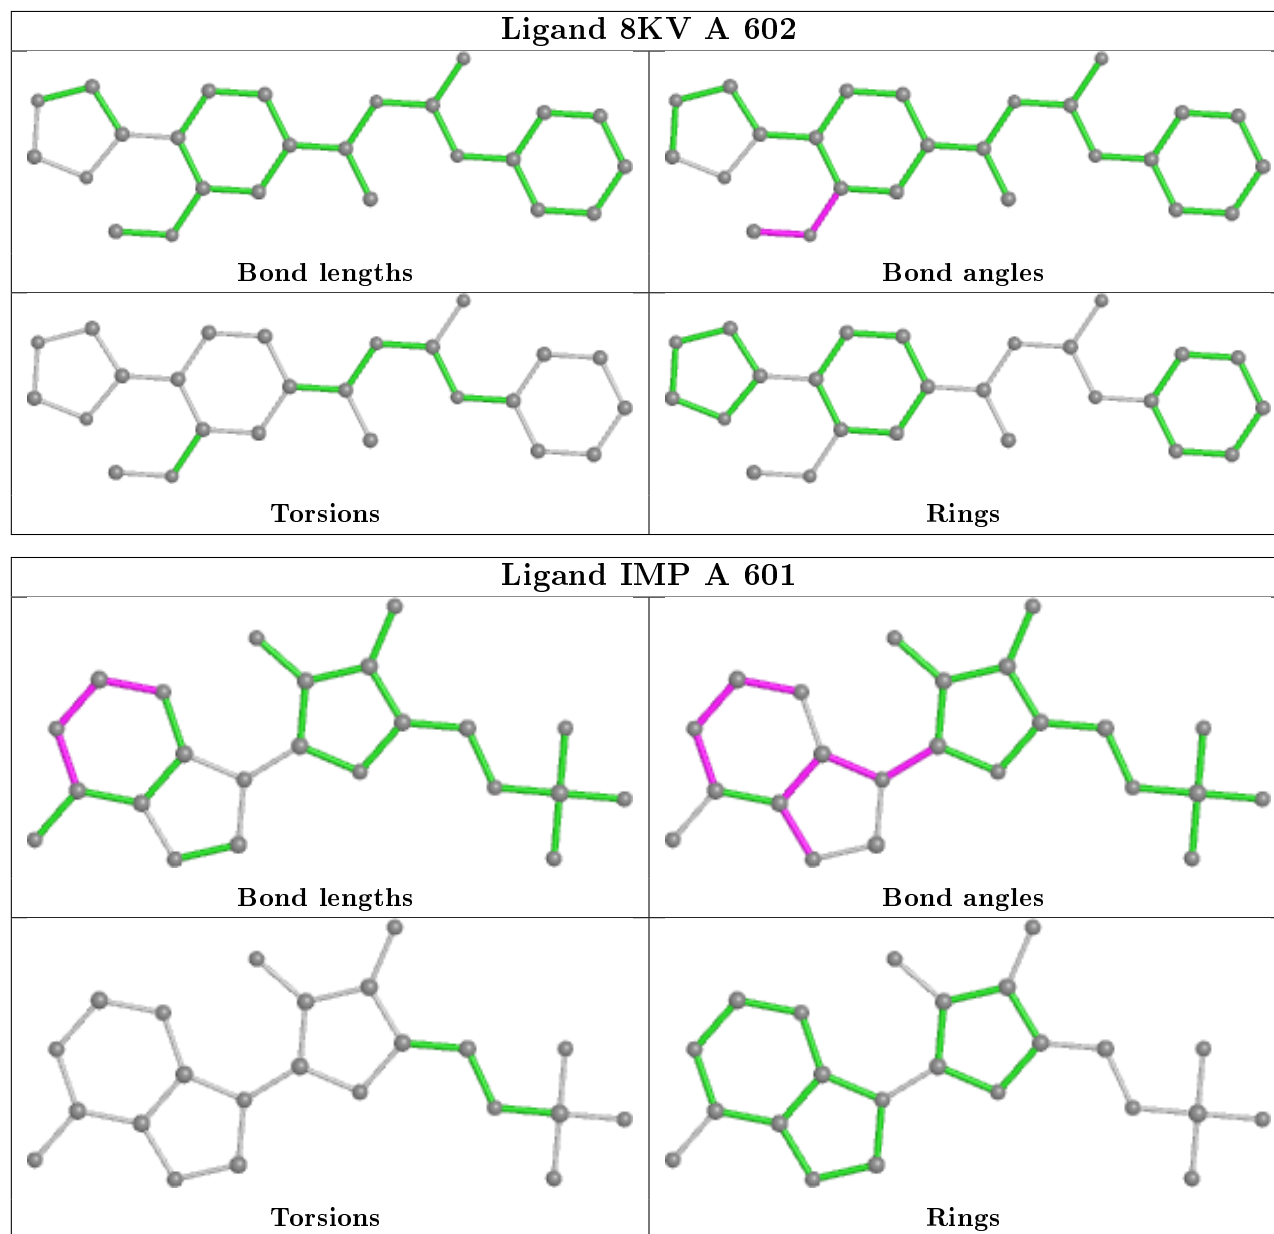 Ligand 8KV A 602
Bond lengths
Bond angles
Torsions
Rings
Ligand IMP A 601
Bond lengths
Bond angles
Torsions
Rings